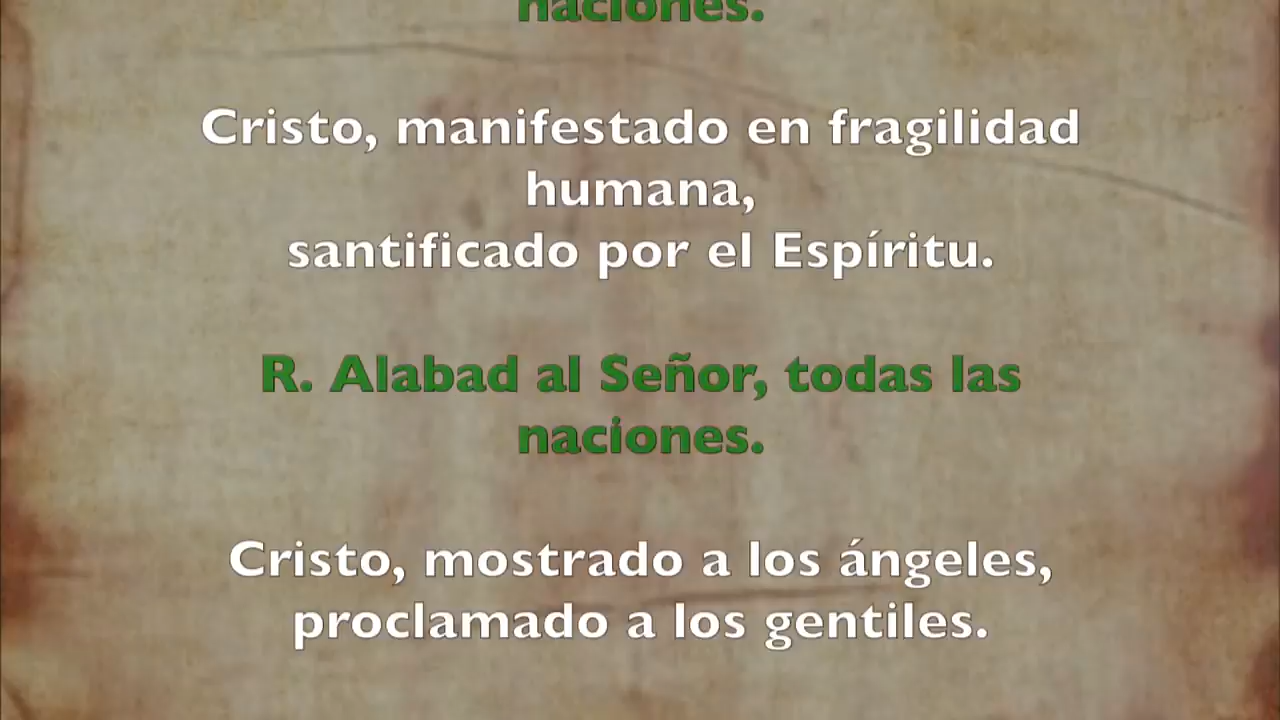 naciones.
Cristo, manifestado en fragilidad
humana,
santificado por el Espíritu.
R. Alabad al Señor, todas las
naciones.
Cristo, mostrado a los ángeles,
proclamado a los gentiles.